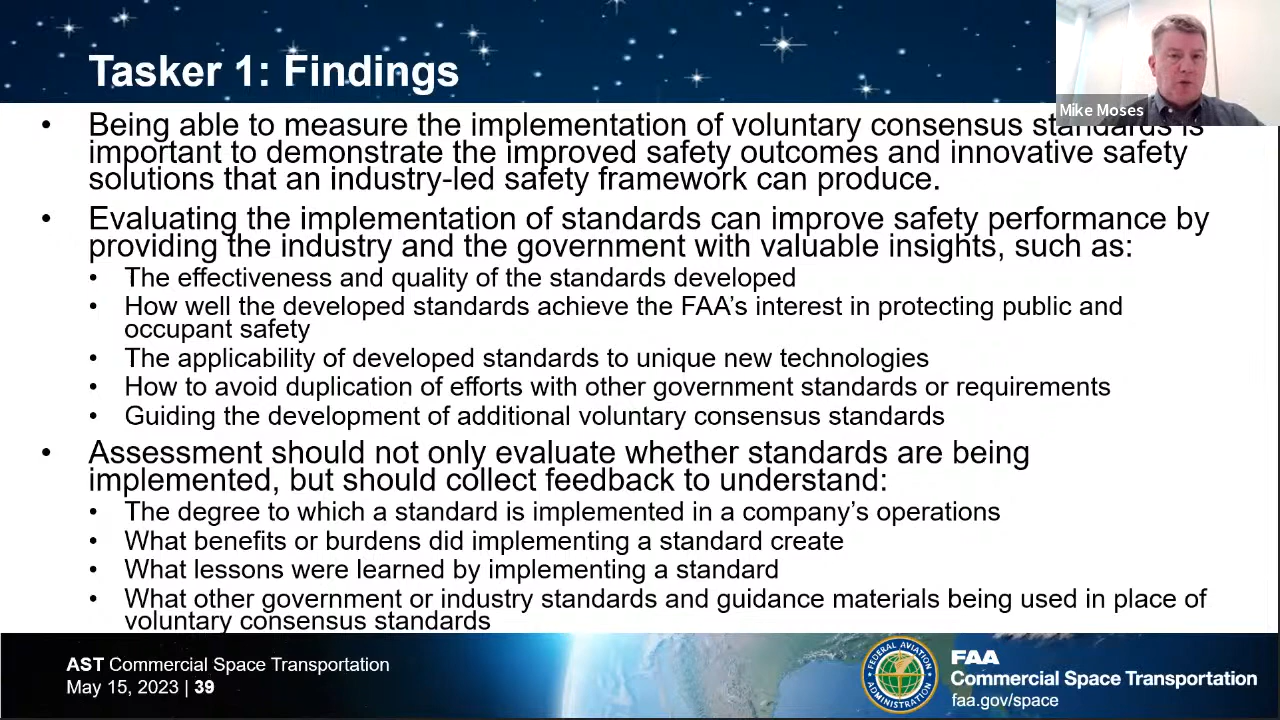 Tasker 1: Findings
Mike Moses
• Being able to measure the implementation of voluntary consensus standards is
important to demonstrate the improved safety outcomes and innovative safety
solutions that an industry-led safety framework can produce.
• Evaluating the implementation of standards can improve safety performance by
providing the industry and the government with valuable insights, such as:
• The effectiveness and quality of the standards developed
• How well the developed standards achieve the FAA’s interest in protecting public and
occupant safety
• The applicability of developed standards to unique new technologies
• How to avoid duplication of efforts with other government standards or requirements
• Guiding the development of additional voluntary consensus standards
• Assessment should not only evaluate whether standards are being
implemented, but should collect feedback to understand:
• The degree to which a standard is implemented in a company’s operations
• What benefits or burdens did implementing a standard create
• What lessons were learned by implementing a standard
• What other government or industry standards and guidance materials being used in place of
voluntary consensus standards
AST Commercial Space Transportation
May 15, 2023 | 39
FEDERAL AVIATION
ADMINISTRATION
FAA
Commercial Space Transportation
faa.gov/space